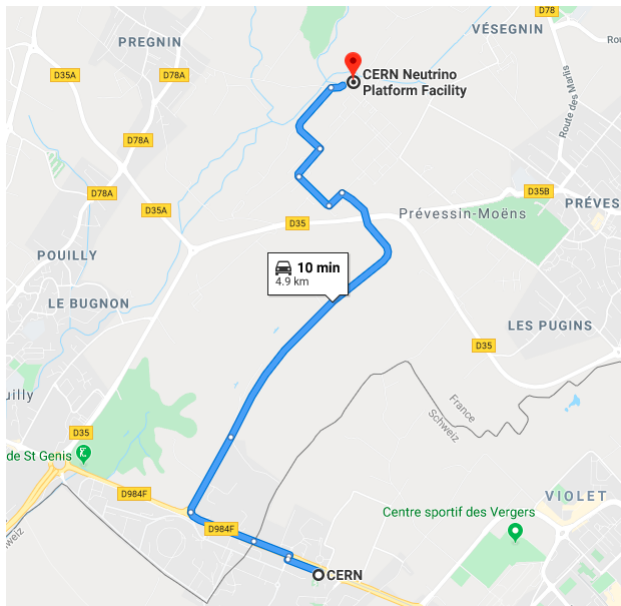 D78
VÉSEGNIN
PREGNIN
D35A
D78A
CERN Neutrino
Platform Facility
Route des Marlis
D78A
D78A
D35A
D35B
D35
Prévessin-Moëns
PRÉVES
POUILLY
10 min
4.9 km
LE BUGNON
LES PUGINS
D35
France
Schweiz
uilly
D35
de St Genis
D984F
VIOLET
D984F
Centre sportif des Vergers
CERN